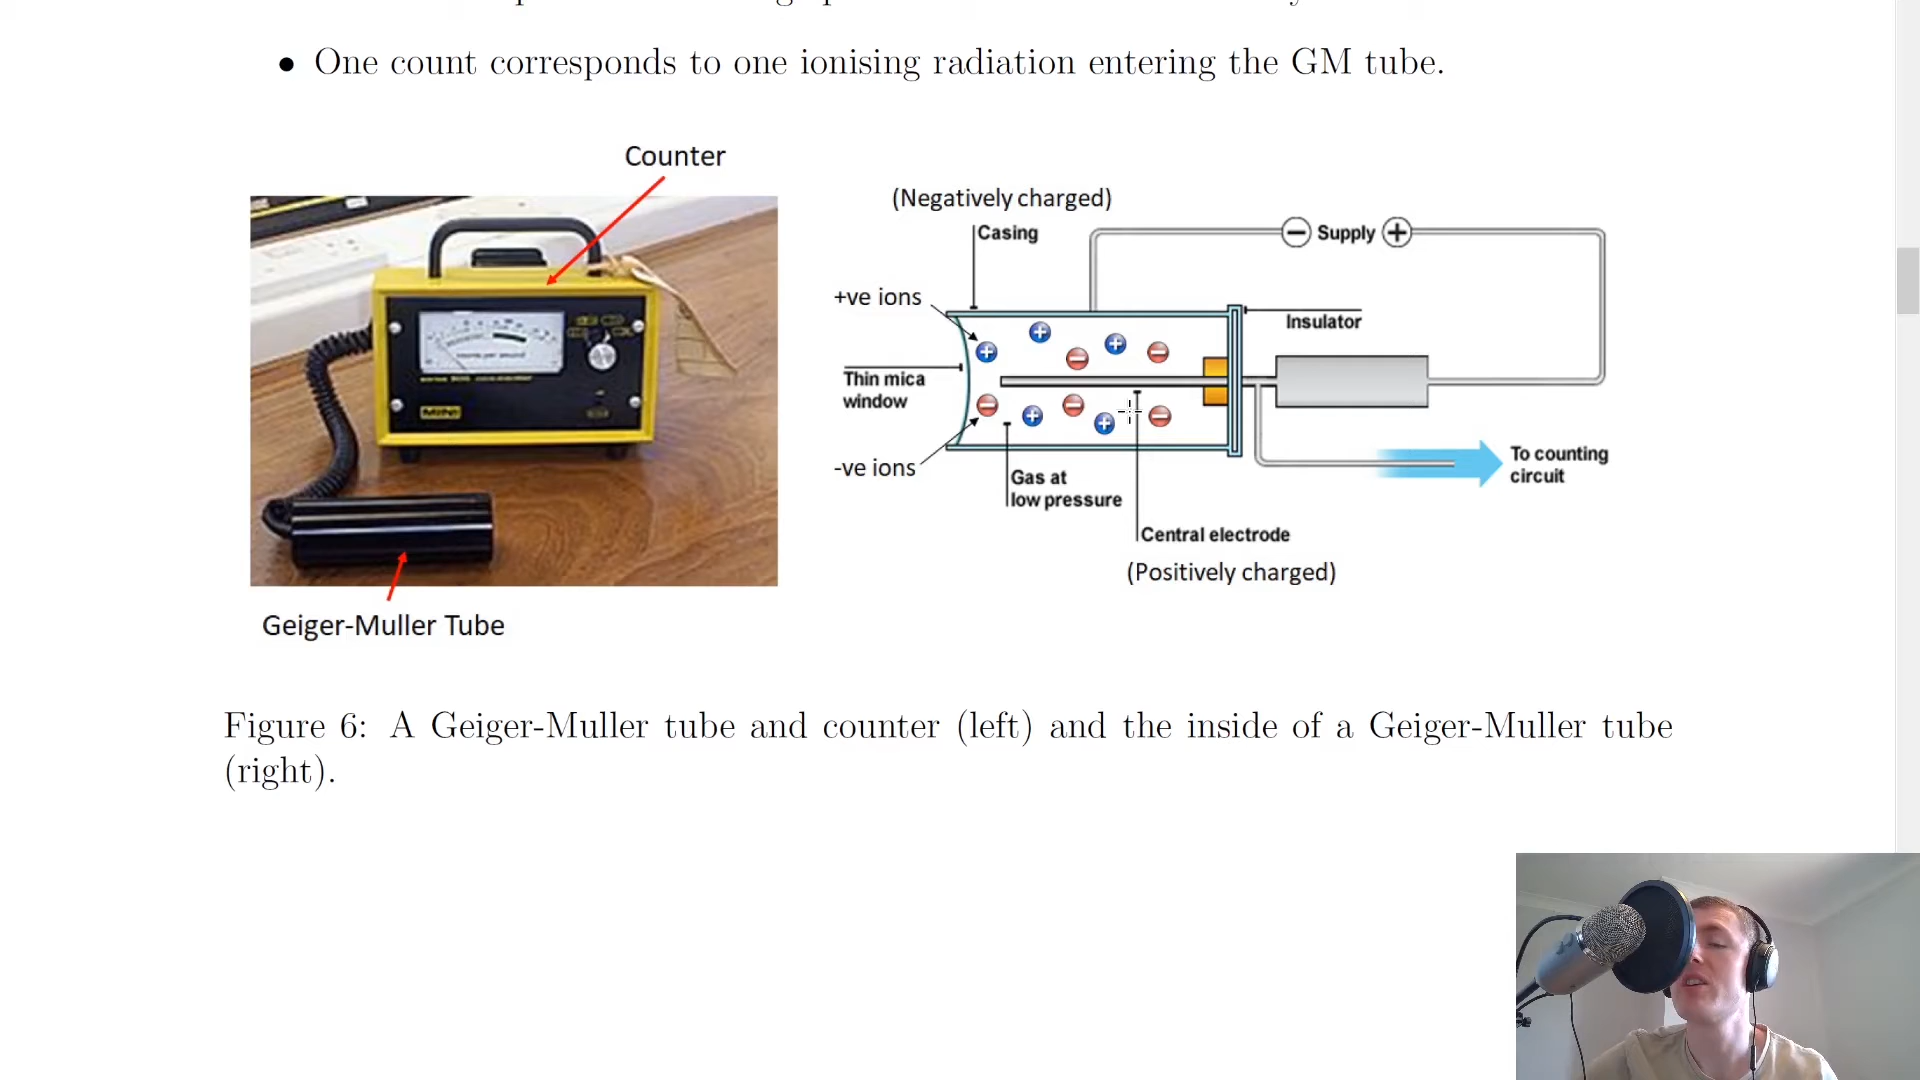 • One count corresponds to one ionising radiation entering the GM tube.
Counter
MINI
Geiger-Muller Tube
(Negatively charged)
Casing
− Supply +
+ve ions
Insulator
Thin mica
window
-ve ions
Gas at
low pressure
To counting
circuit
Central electrode
(Positively charged)
Figure 6: A Geiger-Muller tube and counter (left) and the inside of a Geiger-Muller tube
(right).